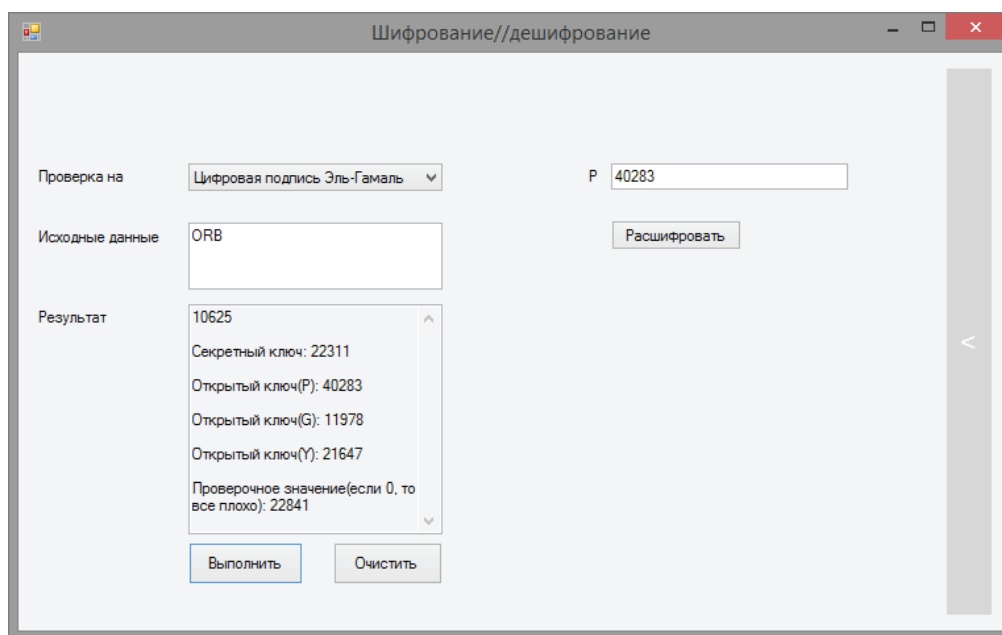 Шифрование//дешифрование
Проверка на
Цифровая подпись Эль-Гамаль
P
40283
Исходные данные
ORB
Расшифровать
Результат
10625
Секретный ключ: 22311
Открытый ключ(P): 40283
Открытый ключ(G): 11978
Открытый ключ(Y): 21647
Проверочное значение(если 0, то
все плохо): 22841
<
Выполнить
Очистить